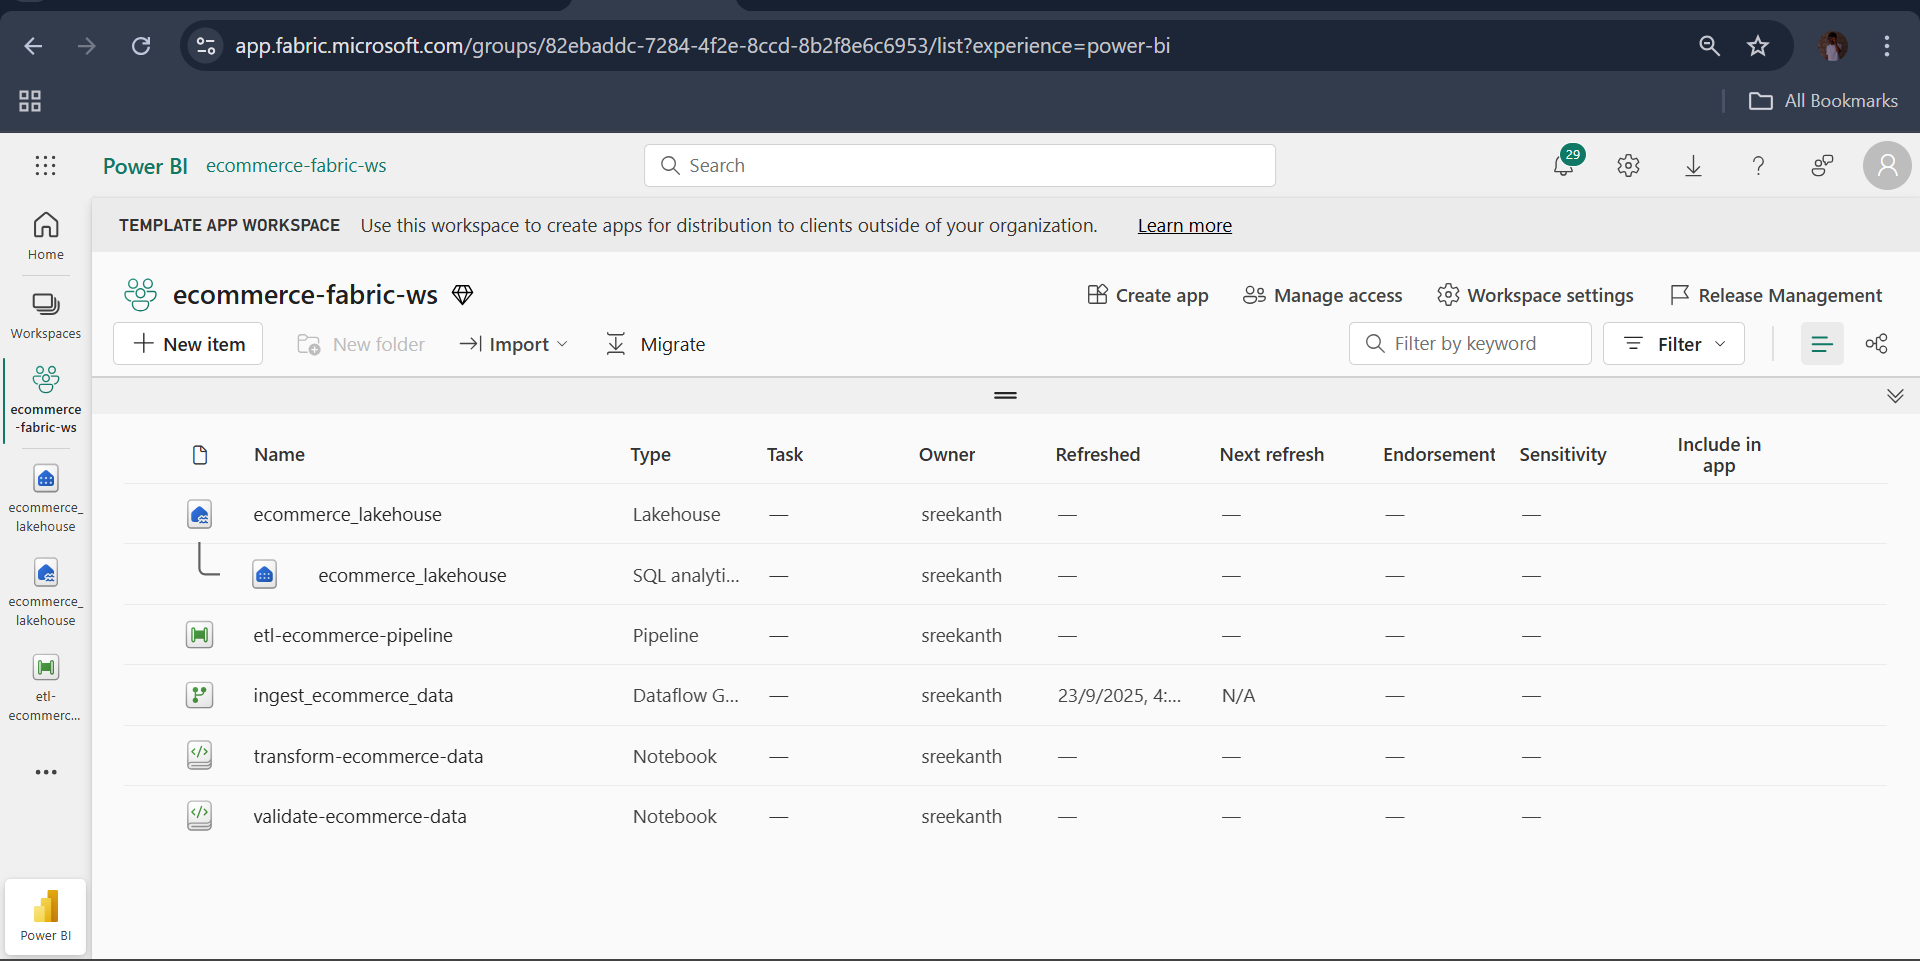 app.fabric.microsoft.com/groups/82ebaddc-7284-4f2e-8ccd-8b2f8e6c6953/list?experience=power-bi
All Bookmarks
Power BI ecommerce-fabric-ws
Search
29
TEMPLATE APP WORKSPACE Use this workspace to create apps for distribution to clients outside of your organization. Learn more
Home
Workspaces
ecommerce
-fabric-ws
ecommerce_
lakehouse
ecommerce_
lakehouse
etl-
ecommerc...
Power BI
ecommerce-fabric-ws
Create app Manage access Workspace settings Release Management
New item New folder Import Migrate Filter by keyword Filter
Name Type Task Owner Refreshed Next refresh Endorsement Sensitivity Include in
app
ecommerce_lakehouse Lakehouse — sreekanth — — — —
ecommerce_lakehouse SQL analyti... — sreekanth — — — —
etl-ecommerce-pipeline Pipeline — sreekanth — — — —
ingest_ecommerce_data Dataflow G... — sreekanth 23/9/2025, 4:... N/A — —
transform-ecommerce-data Notebook — sreekanth — — — —
validate-ecommerce-data Notebook — sreekanth — — — —